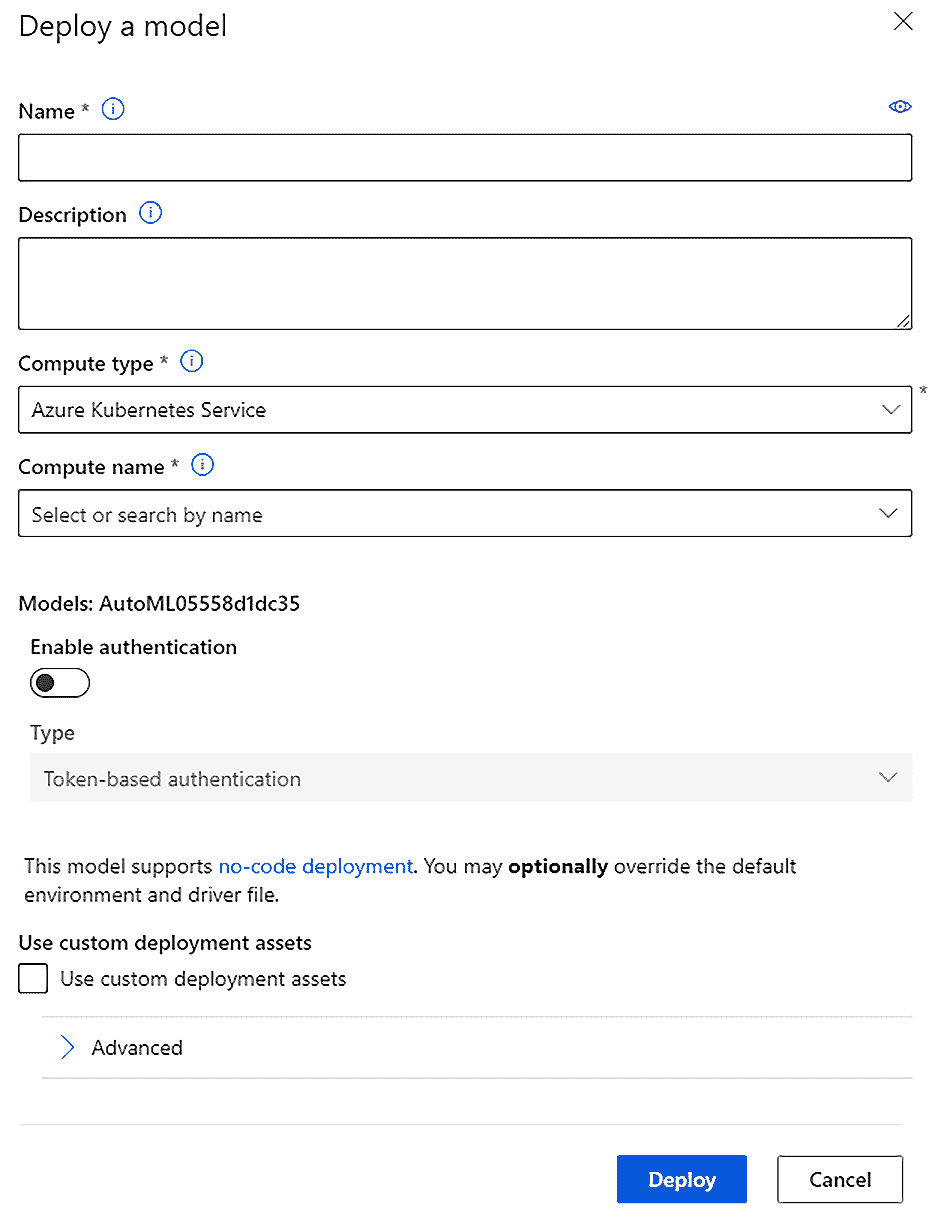 Deploy a model
Name *
Description
Compute type *
Azure Kubernetes Service
*
Compute name *
Select or search by name
Models: AutoML05558d1dc35
Enable authentication
Type
Token-based authentication
This model supports no-code deployment. You may optionally override the default
environment and driver file.
Use custom deployment assets
Use custom deployment assets
Advanced
Deploy
Cancel